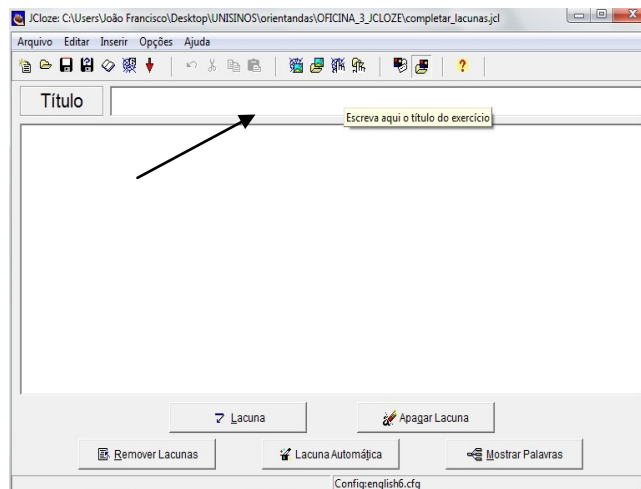 JCloze: C:\Users\João Francisco\Desktop\UNISINOS\orientandas\OFICINA_3_JCLOZE\completar_lacunas.jcl
Arquivo Editar Inserir Opções Ajuda
Título
Escreva aqui o título do exercício
Lacuna Apagar Lacuna
Remover Lacunas Lacuna Automática Mostrar Palavras
Config:english6.cfg